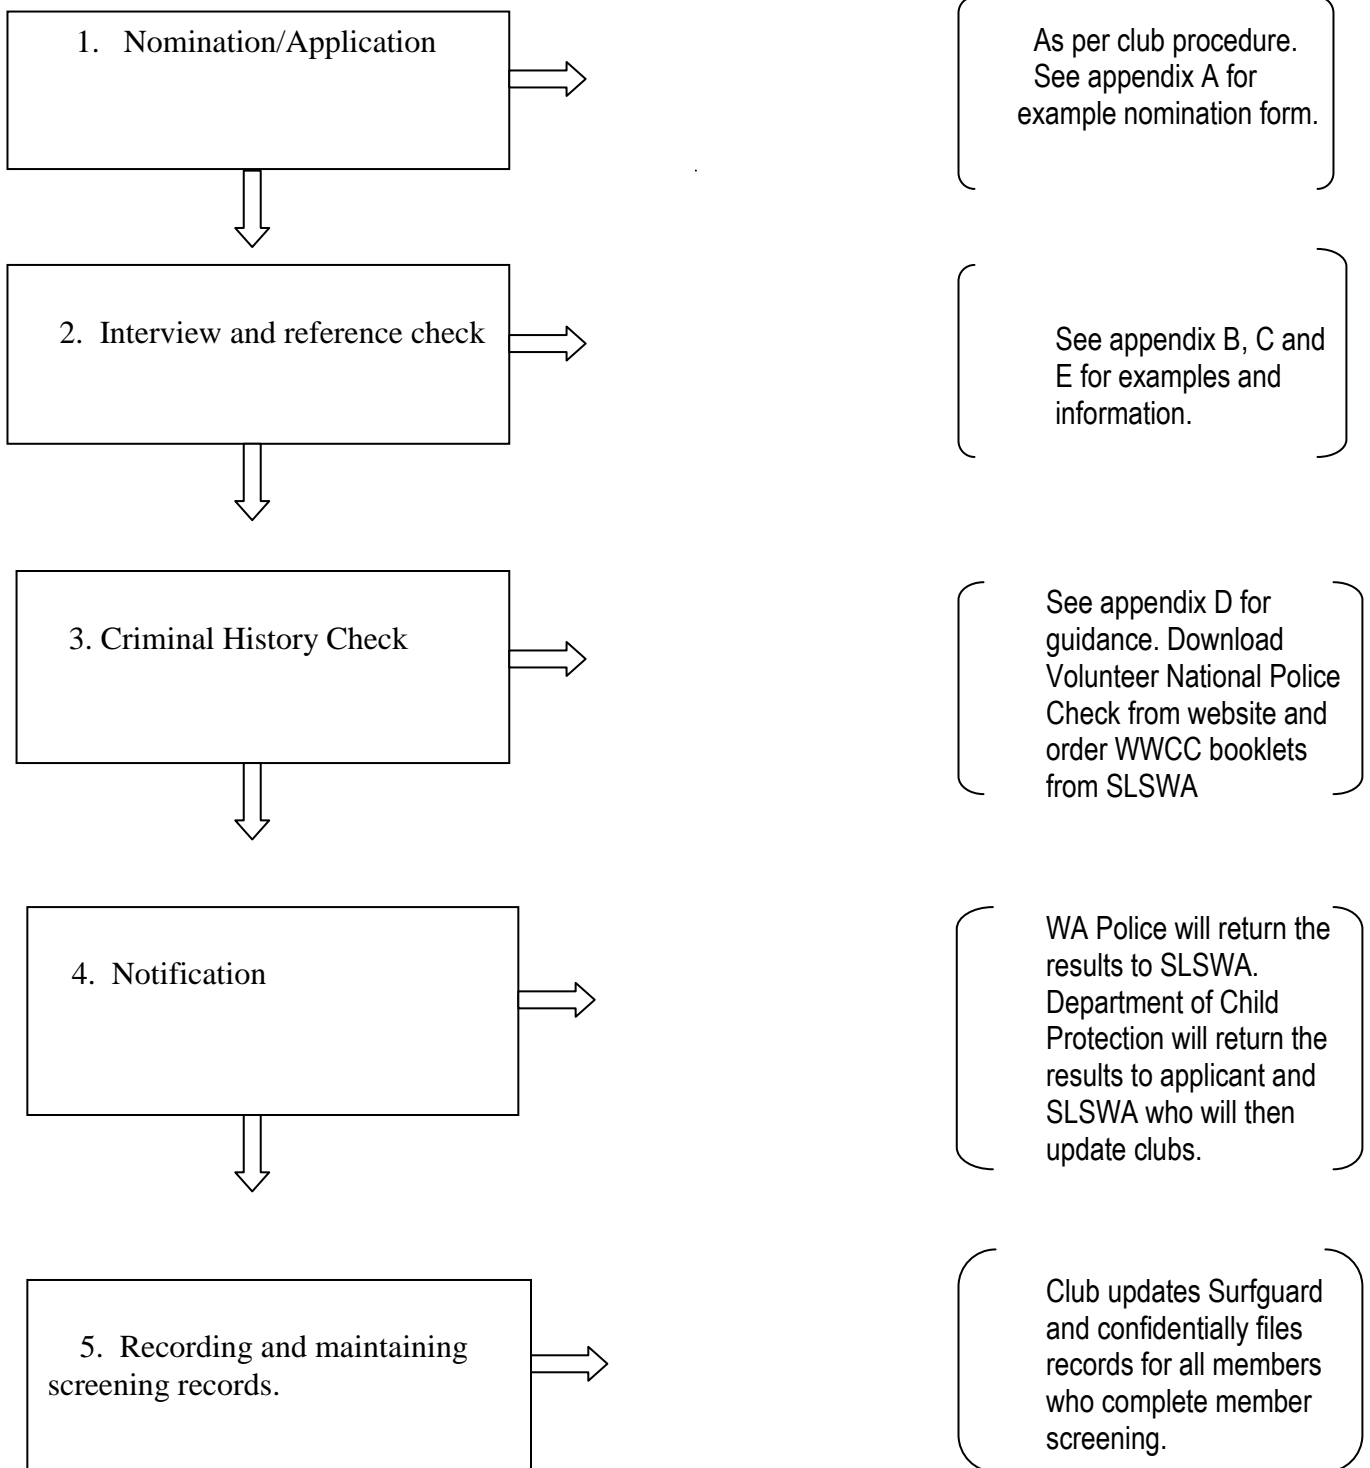 1. Nomination/Application
As per club procedure.
See appendix A for
example nomination form.
2. Interview and reference check
See appendix B, C and
E for examples and
information.
3. Criminal History Check
See appendix D for
guidance. Download
Volunteer National Police
Check from website and
order WWCC booklets
from SLSWA
4. Notification
WA Police will return the
results to SLSWA.
Department of Child
Protection will return the
results to applicant and
SLSWA who will then
update clubs.
5. Recording and maintaining
screening records.
Club updates Surfguard
and confidentially files
records for all members
who complete member
screening.